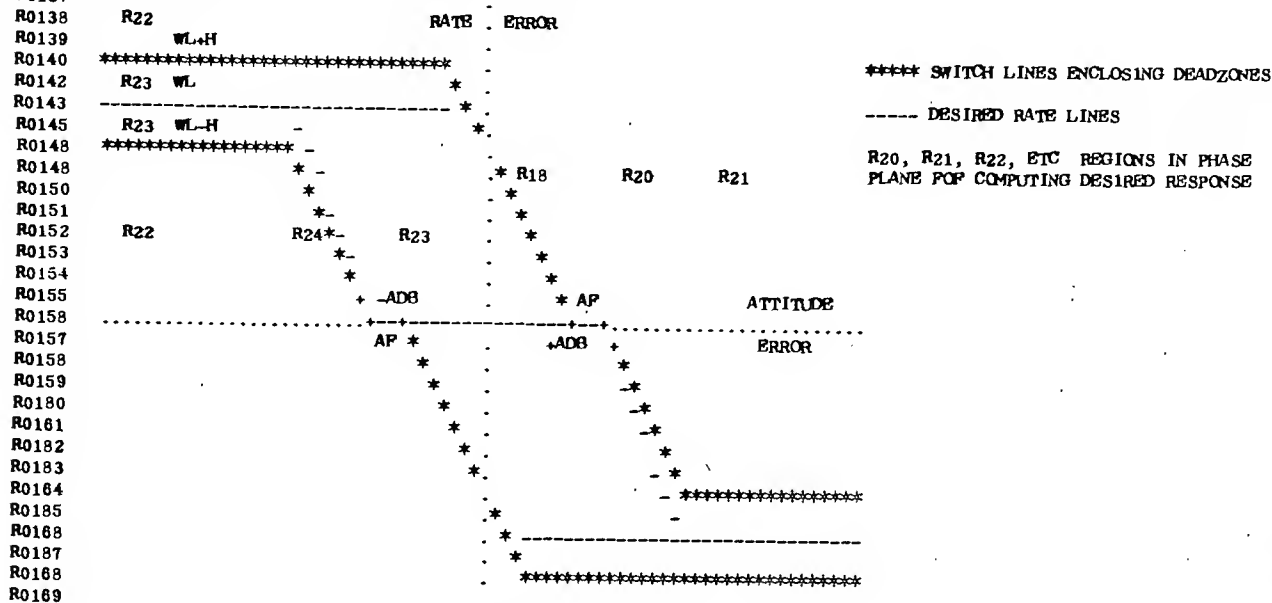 R0138 R22 RATE . ERROR
R0139 WL+H .
R0140 ********************************* .
R0142 R23 WL *
R0143 --------------------------------- . *
R0145 R23 WL-H - *
R0148 ****************** -
R0148 * - .* R18 R20 R21
R0150 * - . *
R0151 *- . *
R0152 R22 R24*- R23 . *
R0153 *- . *
R0154 * . *
R0155 + -ADB . * AF ATTITUDE
R0158 .........................+--+----------------+--+........................
R0157 AF * . +ADB + ERROR
R0158 * . *
R0159 * . -*
R0180 * . -*
R0161 * . -*
R0182 * . *
R0183 *. - *
R0164 . - *****************
R0185 .* -
R0168 . * --------------------------------
R0187 . *
R0168 . ********************************
R0169
***** SWITCH LINES ENCLOSING DEADZONES
----- DESIRED RATE LINES
R20, R21, R22, ETC REGIONS IN PHASE
PLANE FOP COMPUTING DESIRED RESPONSE